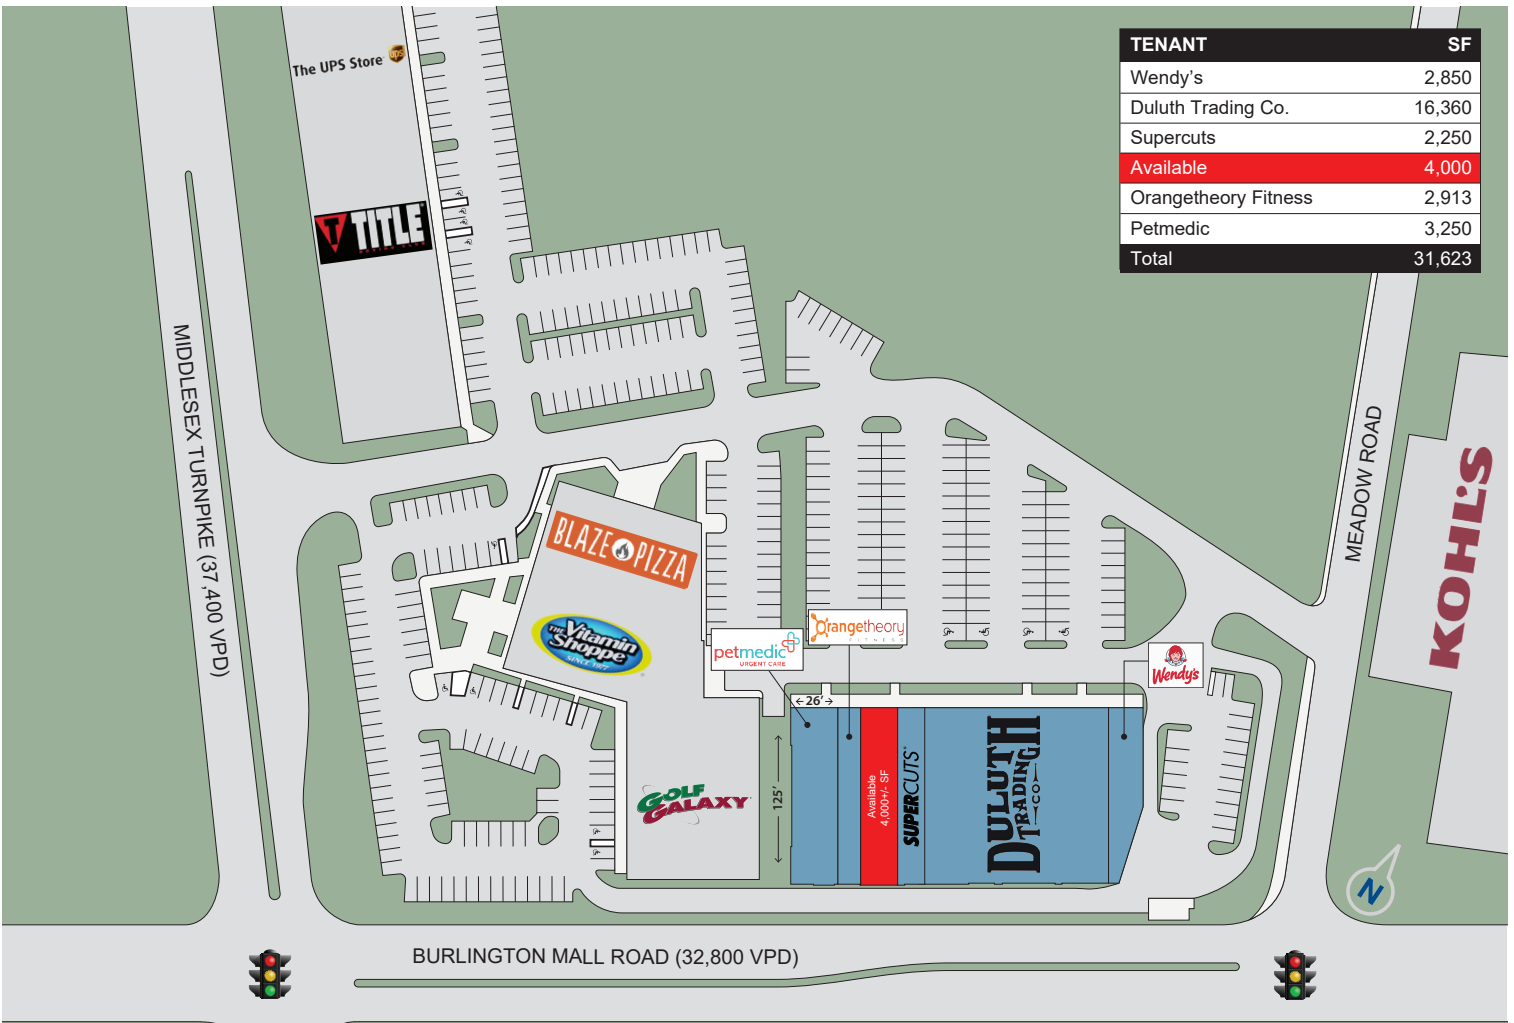 The UPS Store
ups
TITLE
TENANT SF
Wendy's 2,850
Duluth Trading Co. 16,360
Supercuts 2,250
Available 4,000
Orangetheory Fitness 2,913
Petmedic 3,250
Total 31,623
MIDDLESEX TURNPIKE (37,400 VPD)
MEADOW ROAD
KOHL'S
BLAZE PIZZA
THE
Vitamin
Shoppe
SINCE 1977
petmedic
URGENT CARE
Orangetheory
FITNESS
Wendy's
26'
125'
GOLF
GALAXY
Available
4,000+/- SF
SUPERCUTS
DULUTH
TRADING
CO
N
BURLINGTON MALL ROAD (32,800 VPD)